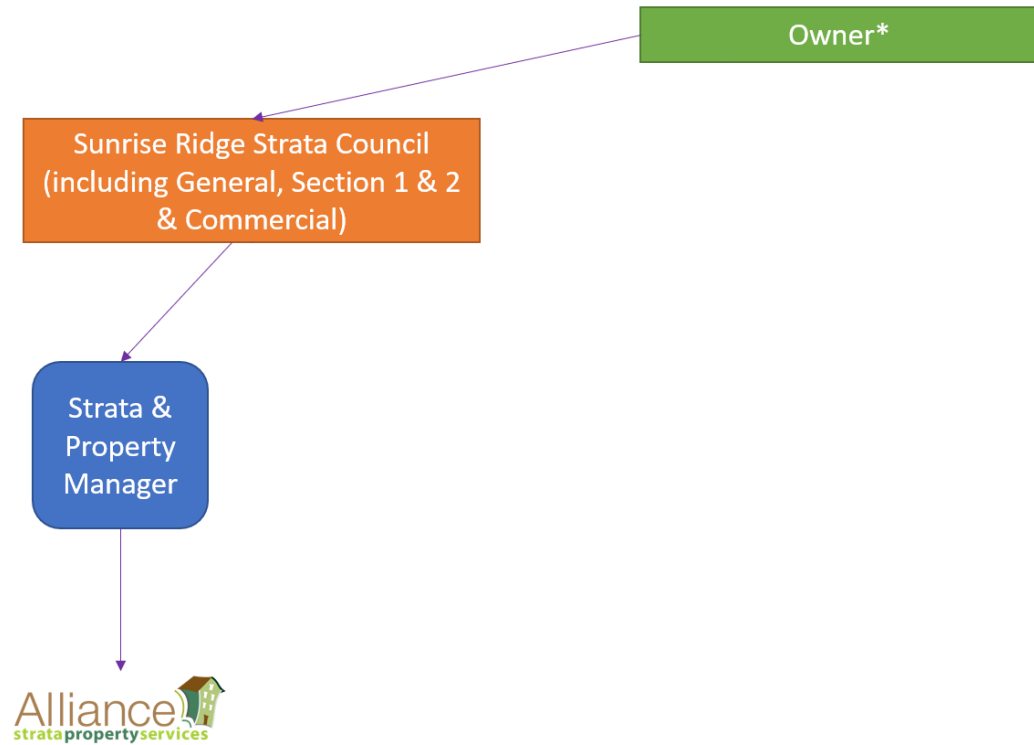 Owner*
Sunrise Ridge Strata Council
(including General, Section 1 & 2
& Commercial)
Strata &
Property
Manager
Alliance
stratapropertyservices